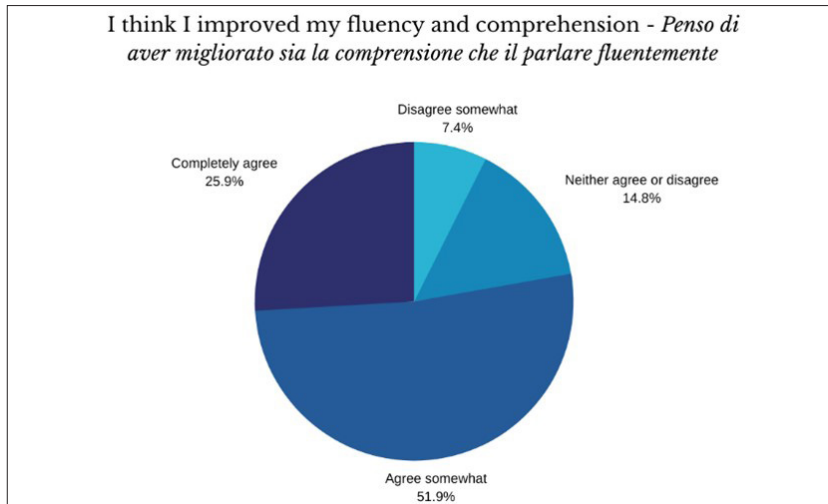 I think I improved my fluency and comprehension - Penso di
aver migliorato sia la comprensione che il parlare fluentemente
Disagree somewhat
7.4%
Completely agree
25.9%
Neither agree or disagree
14.8%
Agree somewhat
51.9%